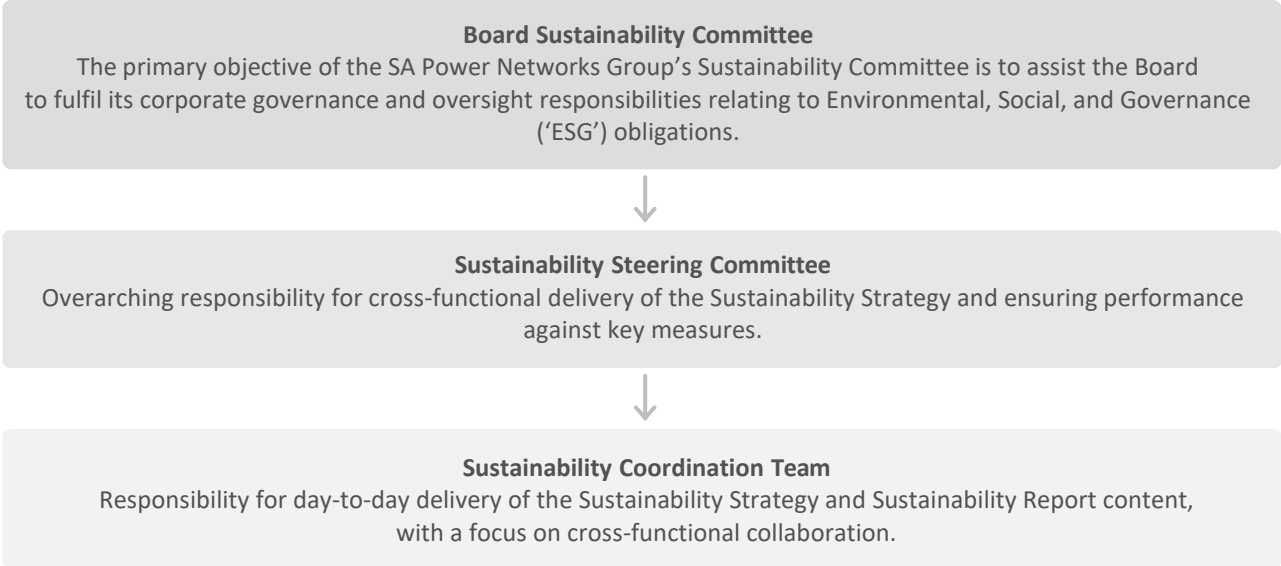 Board Sustainability Committee
The primary objective of the SA Power Networks Group’s Sustainability Committee is to assist the Board
to fulfil its corporate governance and oversight responsibilities relating to Environmental, Social, and Governance
(‘ESG’) obligations.
Sustainability Steering Committee
Overarching responsibility for cross-functional delivery of the Sustainability Strategy and ensuring performance
against key measures.
Sustainability Coordination Team
Responsibility for day-to-day delivery of the Sustainability Strategy and Sustainability Report content,
with a focus on cross-functional collaboration.